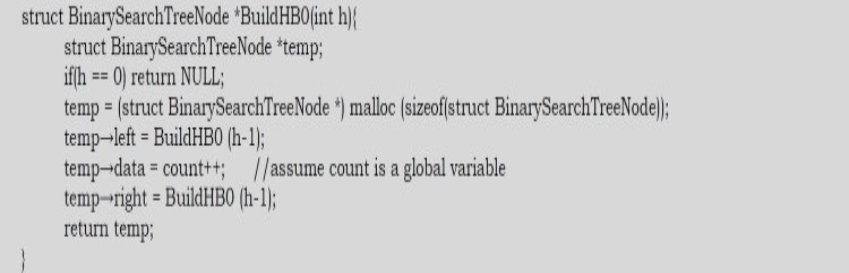 struct BinarySearchTreeNode *BuildHB0(int h){
struct BinarySearchTreeNode *temp;
if(h == 0) return NULL;
temp = (struct BinarySearchTreeNode *) malloc (sizeof(struct BinarySearchTreeNode));
temp→left = BuildHB0 (h-1);
temp→data = count++; //assume count is a global variable
temp→right = BuildHB0 (h-1);
return temp;
}